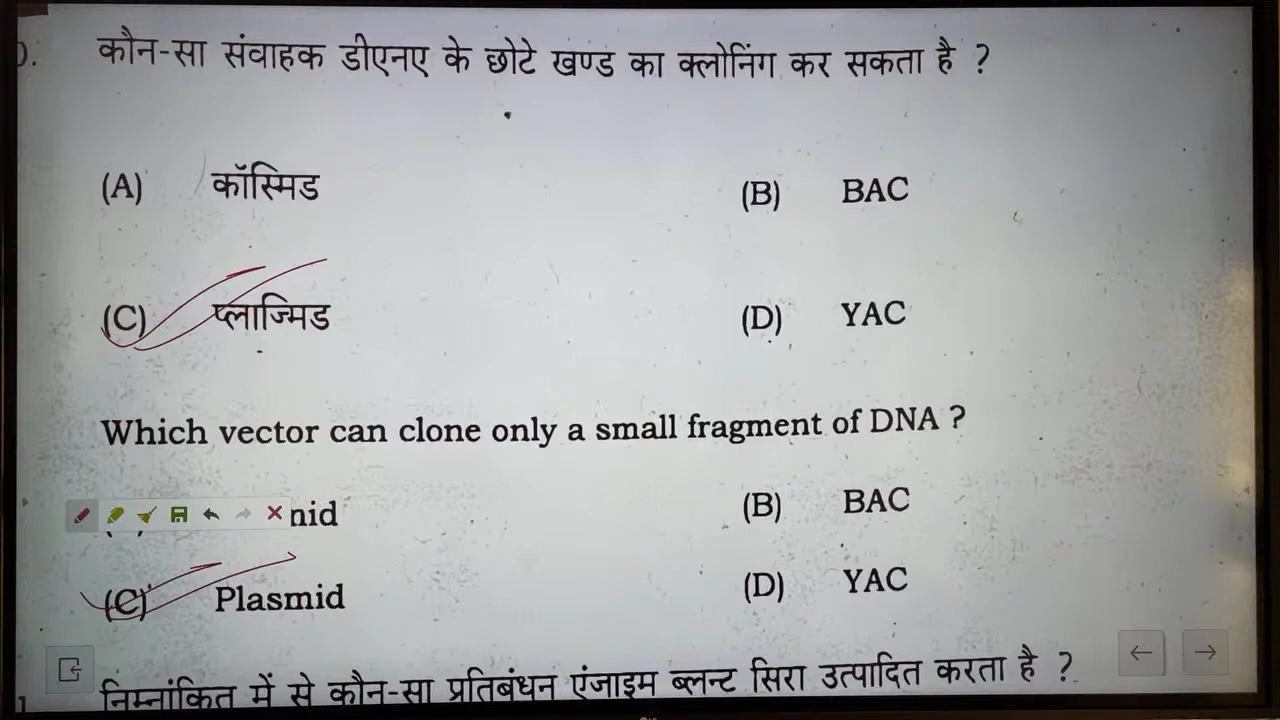 कौन-सा संवाहक डीएनए के छोटे खण्ड का क्लोनिंग कर सकता है ?
(A) कॉस्मिड (B) BAC
(C) प्लाज्मिड (D) YAC
Which vector can clone only a small fragment of DNA ?
nid (B) BAC
(C) Plasmid (D) YAC
निम्नांकित में से कौन-सा प्रतिबंधन एंजाइम ब्लन्ट सिरा उत्पादित करता है ?